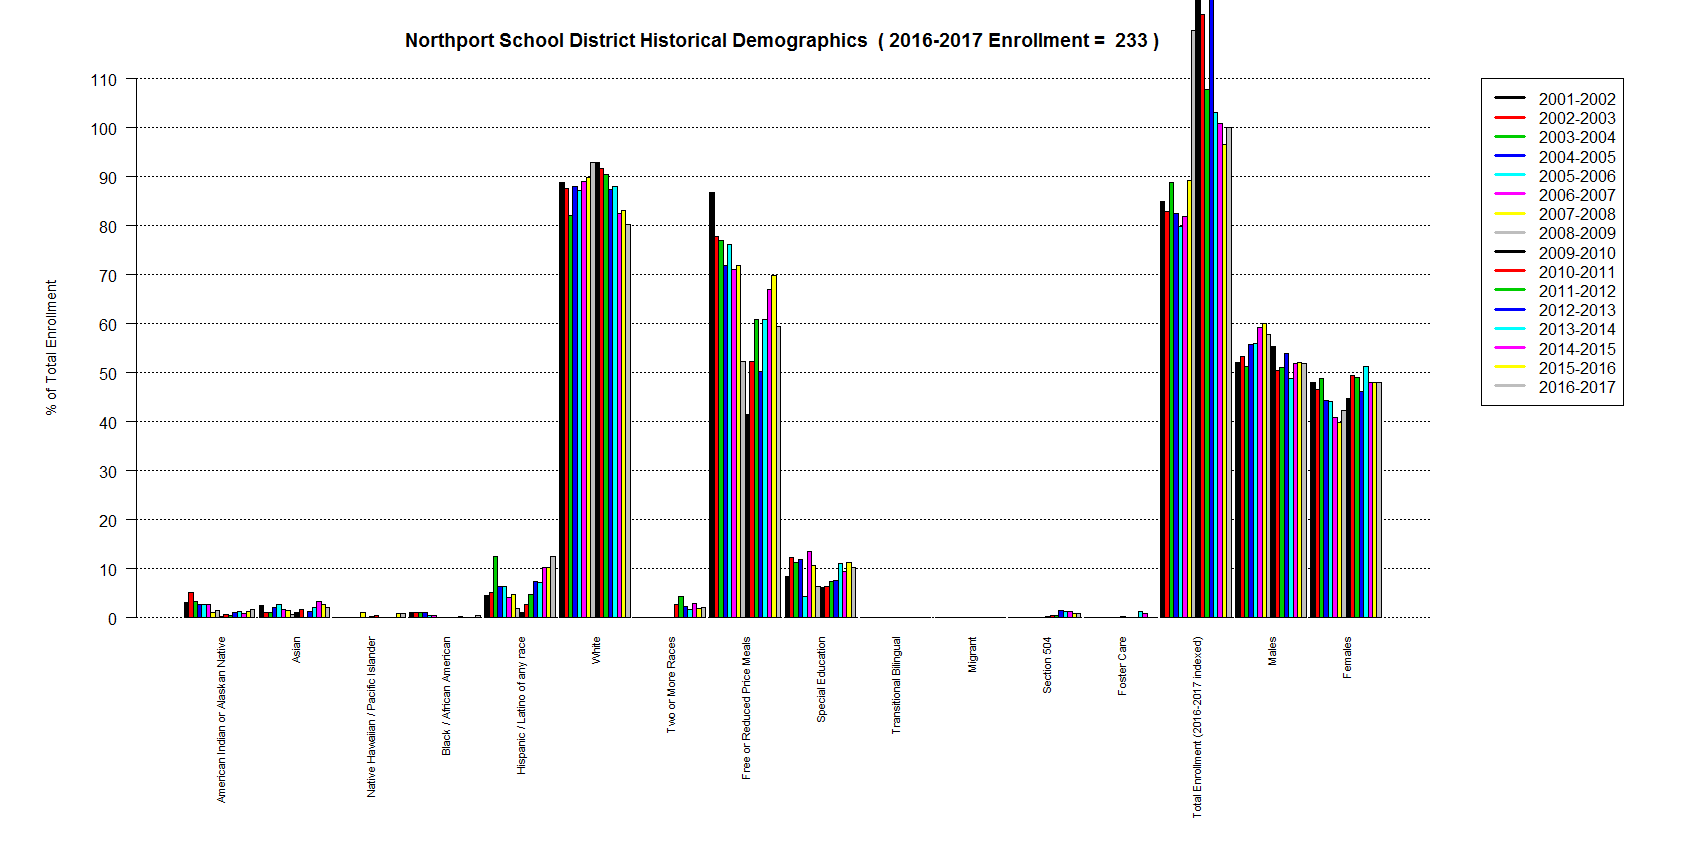 Northport School District Historical Demographics ( 2016-2017 Enrollment = 233 )
% of Total Enrollment
110
100
90
80
70
60
50
40
30
20
10
0
American Indian or Alaskan Native
Asian
Native Hawaiian / Pacific Islander
Black / African American
Hispanic / Latino of any race
White
Two or More Races
Free or Reduced Price Meals
Special Education
Transitional Bilingual
Migrant
Section 504
Foster Care
Total Enrollment (2016-2017 indexed)
Males
Females
2001-2002
2002-2003
2003-2004
2004-2005
2005-2006
2006-2007
2007-2008
2008-2009
2009-2010
2010-2011
2011-2012
2012-2013
2013-2014
2014-2015
2015-2016
2016-2017